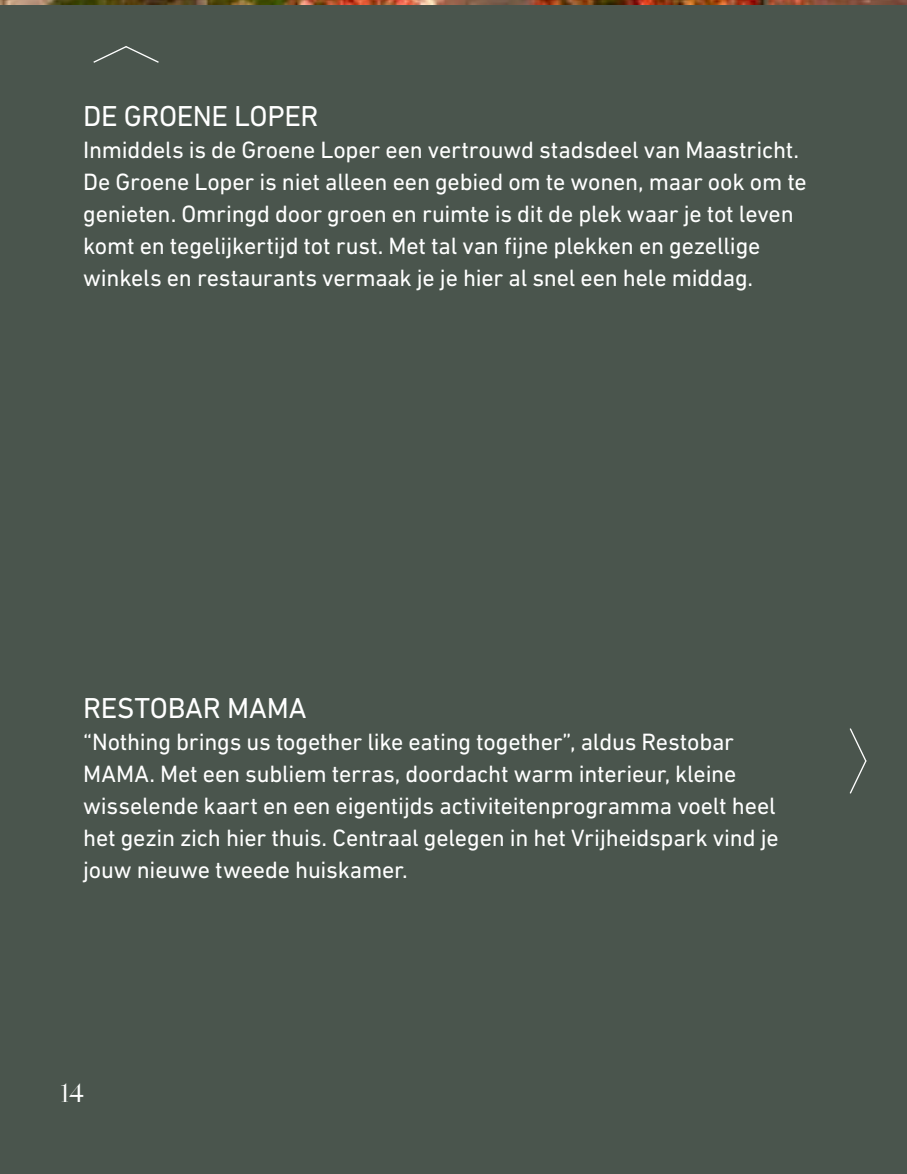 DE GROENE LOPER
Inmiddels is de Groene Loper een vertrouwd stadsdeel van Maastricht.
De Groene Loper is niet alleen een gebied om te wonen, maar ook om te
genieten. Omringd door groen en ruimte is dit de plek waar je tot leven
komt en tegelijkertijd tot rust. Met tal van fijne plekken en gezellige
winkels en restaurants vermaak je je hier al snel een hele middag.
RESTOBAR MAMA
“Nothing brings us together like eating together”, aldus Restobar
MAMA. Met een subliem terras, doordacht warm interieur, kleine
wisselende kaart en een eigentijds activiteitenprogramma voelt heel
het gezin zich hier thuis. Centraal gelegen in het Vrijheidspark vind je
jouw nieuwe tweede huiskamer.
14